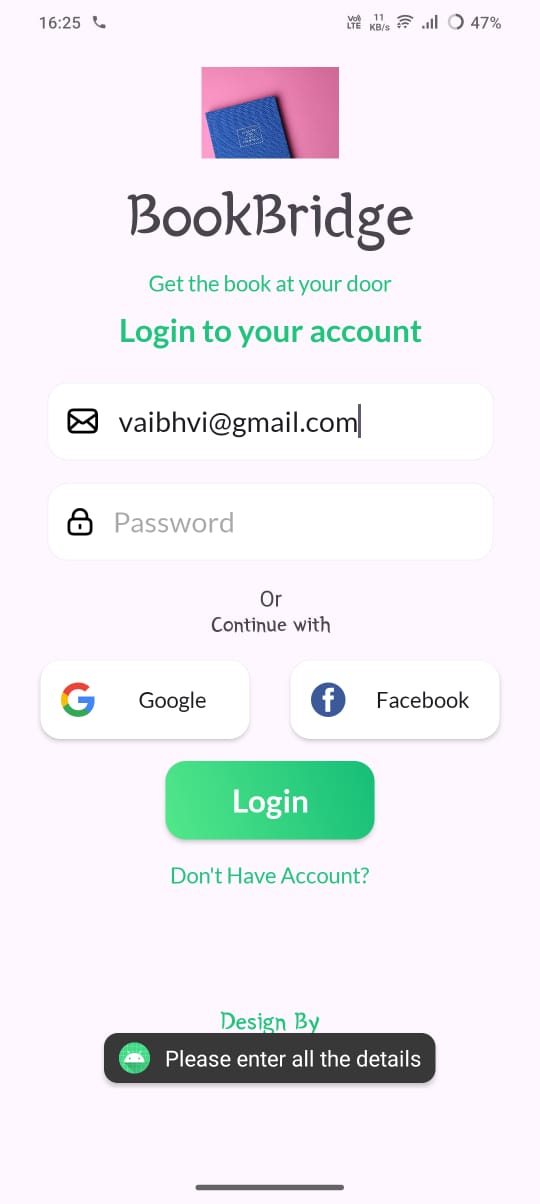 16:25 Vo) LTE 11 KB/s 47%
BookBridge
Get the book at your door
Login to your account
vaibhvi@gmail.com
Password
Or
Continue with
Google Facebook
Login
Don't Have Account?
Design By
Please enter all the details